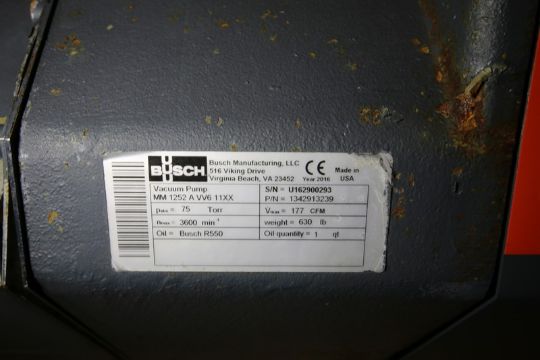 BUSCH
Busch Manufacturing, LLC
516 Viking Drive
Virginia Beach, VA 23452
CE
Year 2016
Made in
USA
Vacuum Pump
MM 1252 A VV6 11XX
S/N = U162900293
P/N = 1342913239
= 75 Torr
= 177 CFM
= 3600 min⁻¹
weight = 630 lb
Oil = Busch R550
Oil quantity = 1 qt